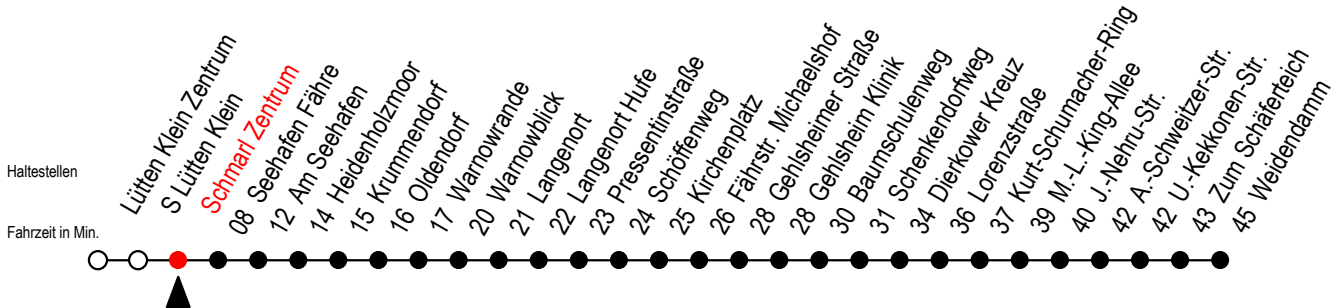 Haltestellen
Fahrzeit in Min.
Lütten Klein Zentrum
S Lütten Klein
Schmarl Zentrum
08 Seehafen Fähre
12 Am Seehafen
14 Heidenholzmoor
15 Krummendorf
16 Oldendorf
17 Warnowrande
20 Warnowblick
21 Langenort
22 Langenort Hufe
23 Pressentinstraße
24 Schöffenweg
25 Kirchenplatz
26 Fährstr. Michaelshof
28 Gehlsheimer Straße
28 Gehlsheim Klinik
30 Baumschulenweg
31 Schenkendorfweg
34 Dierkower Kreuz
36 Lorenzstraße
37 Kurt-Schumacher-Ring
39 M.-L.-King-Allee
40 J.-Nehru-Str.
42 A.-Schweitzer-Str.
42 U.-Kekkonen-Str.
43 Zum Schäferteich
45 Weidendamm